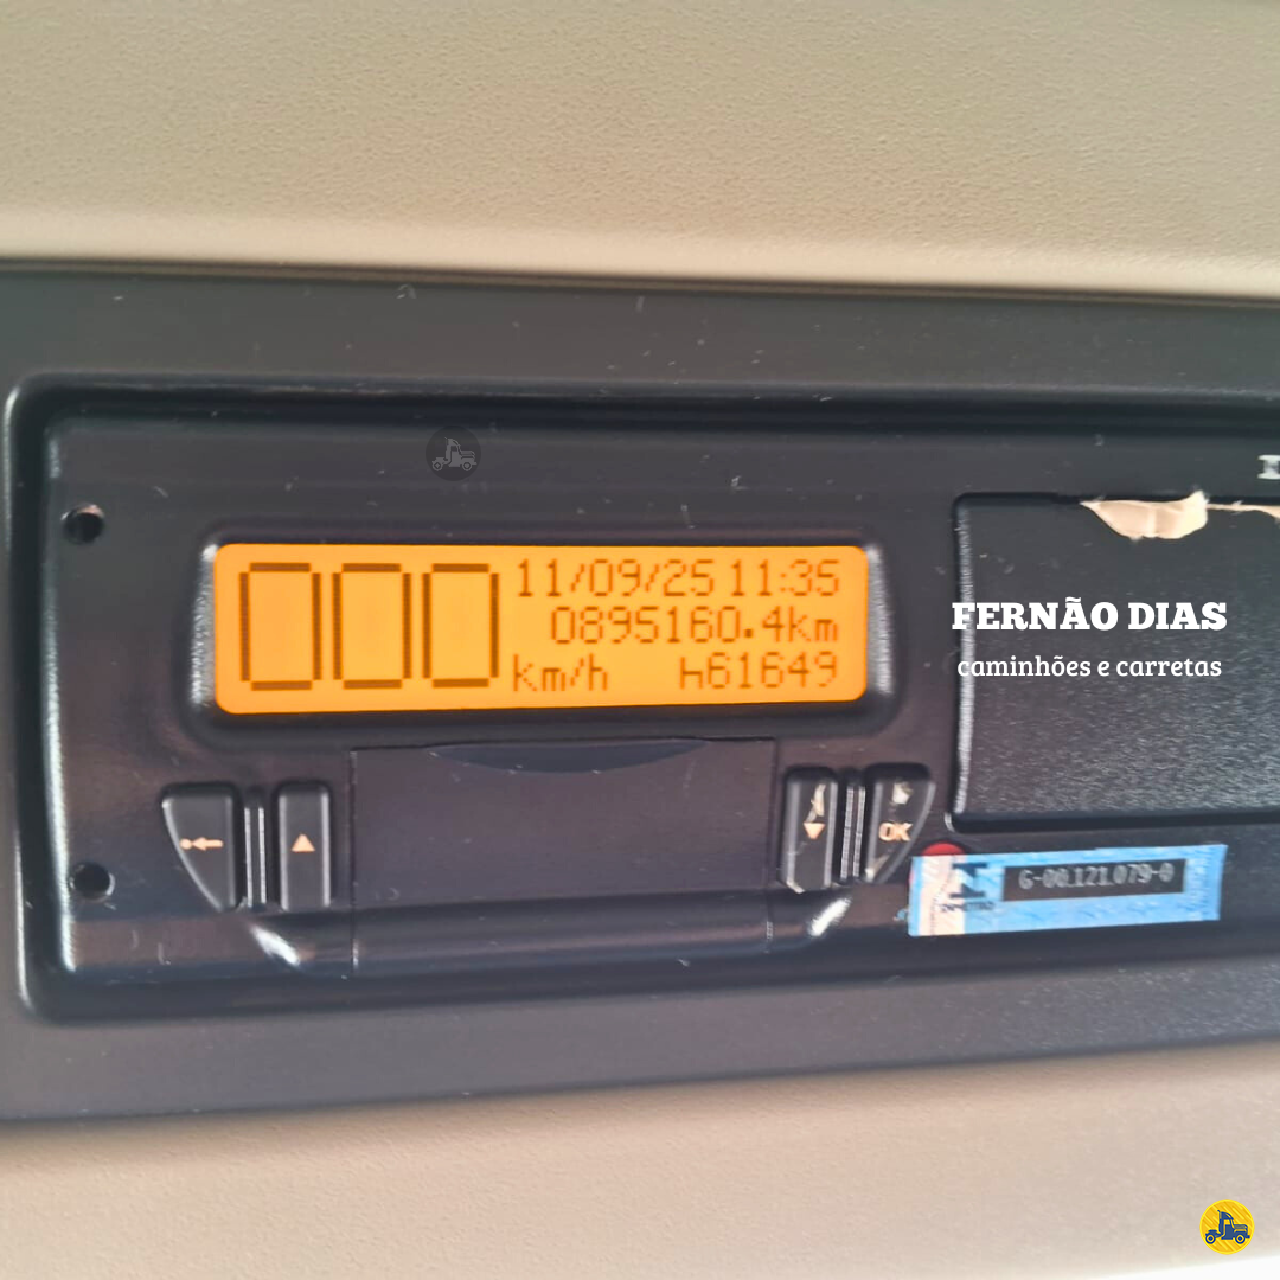 000
11/09/25 11:35
0895160.4km
km/h h61649
FERNÃO DIAS
caminhões e carretas
OK
6-00.121.079-0